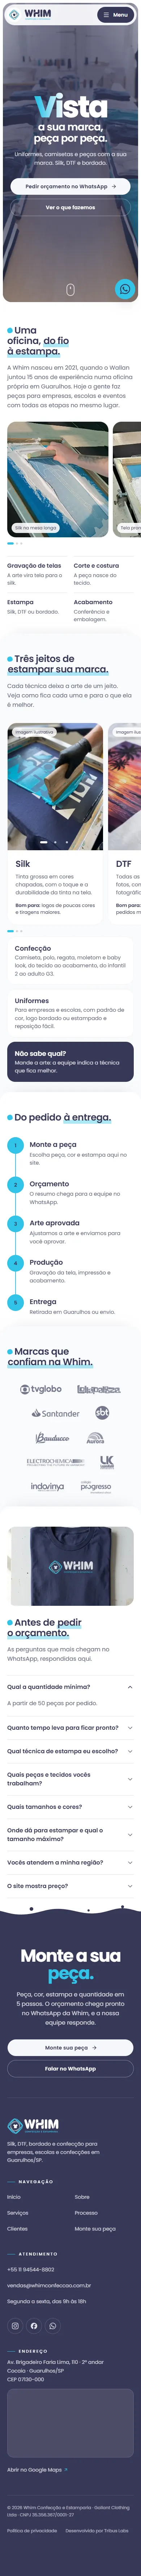 WHIM
Menu
Vista
a sua marca,
peça por peça.
Uniformes, camisetas e peças com a sua
marca. Silk, DTF e bordado.
Pedir orçamento no WhatsApp →
Ver o que fazemos
Uma
oficina, do fio
à estampa.
A Whim nasceu em 2021, quando a Wallan
juntou 15 anos de experiência numa oficina
própria em Guarulhos. Hoje a gente faz
peças para empresas, escolas e eventos
com todas as etapas no mesmo lugar.
Silk na mesa longa
Gravação de telas
A arte vira tela para o
silk.
Corte e costura
A peça nasce do
tecido.
Estampa
Silk, DTF ou bordado.
Acabamento
Conferência e
embalagem.
Três jeitos de
estampar sua marca.
Cada técnica deixa a arte de um jeito.
Veja como fica cada uma e para o que ela
é melhor.
Imagem ilustrativa
Silk
Tinta grossa em cores
chapadas, com o toque e a
durabilidade da tinta na tela.
Bom para: logos de poucas cores
e tiragens maiores.
DTF
Confecção
Camiseta, polo, regata, moletom e baby
look, do tecido ao acabamento, do infantil
2 ao adulto G3.
Uniformes
Para empresas e escolas, com padrão de
cor, logo bordado ou estampado e
reposição fácil.
Não sabe qual?
Mande a arte: a equipe indica a técnica
que fica melhor.
Do pedido à entrega.
1
Monte a peça
Escolha peça, cor e estampa aqui no
site.
2
Orçamento
O resumo chega para a equipe no
WhatsApp.
3
Arte aprovada
Ajustamos a arte e enviamos para
você aprovar.
4
Produção
Gravação da tela, impressão e
acabamento.
5
Entrega
Retirada em Guarulhos ou envio.
Marcas que
confiam na Whim.
tvglobo
Lollapalooza
Santander
sbt
Bauducco
Aurora
ELECTROCHEMICAL
UK
indovinya
progresso
WHIM
Antes de pedir
o orçamento.
As perguntas que mais chegam no
WhatsApp, respondidas aqui.
Qual a quantidade mínima?
A partir de 50 peças por pedido.
Quanto tempo leva para ficar pronto?
Qual técnica de estampa eu escolho?
Quais peças e tecidos vocês
trabalham?
Quais tamanhos e cores?
Onde dá para estampar e qual o
tamanho máximo?
Vocês atendem a minha região?
O site mostra preço?
Monte a sua
peça.
Peça, cor, estampa e quantidade em
5 passos. O orçamento chega pronto
no WhatsApp, e a nossa
equipe responde.
Monte sua peça →
Falar no WhatsApp
WHIM
Silk, DTF, bordado e confecção para
empresas, escolas e confecções em
Guarulhos/SP.
NAVEGAÇÃO
Início
Sobre
Serviços
Processo
Clientes
Monte sua peça
ATENDIMENTO
+55 11 94544-8802
vendas@whimconfeccao.com.br
Segunda a sexta, das 9h às 18h
ENDEREÇO
Av. Brigadeiro Faria Lima, 110 · 2º andar
Cocaia · Guarulhos/SP
CEP 07130-000
Abrir no Google Maps
Política de privacidade
Desenvolvido por Tribus Labs